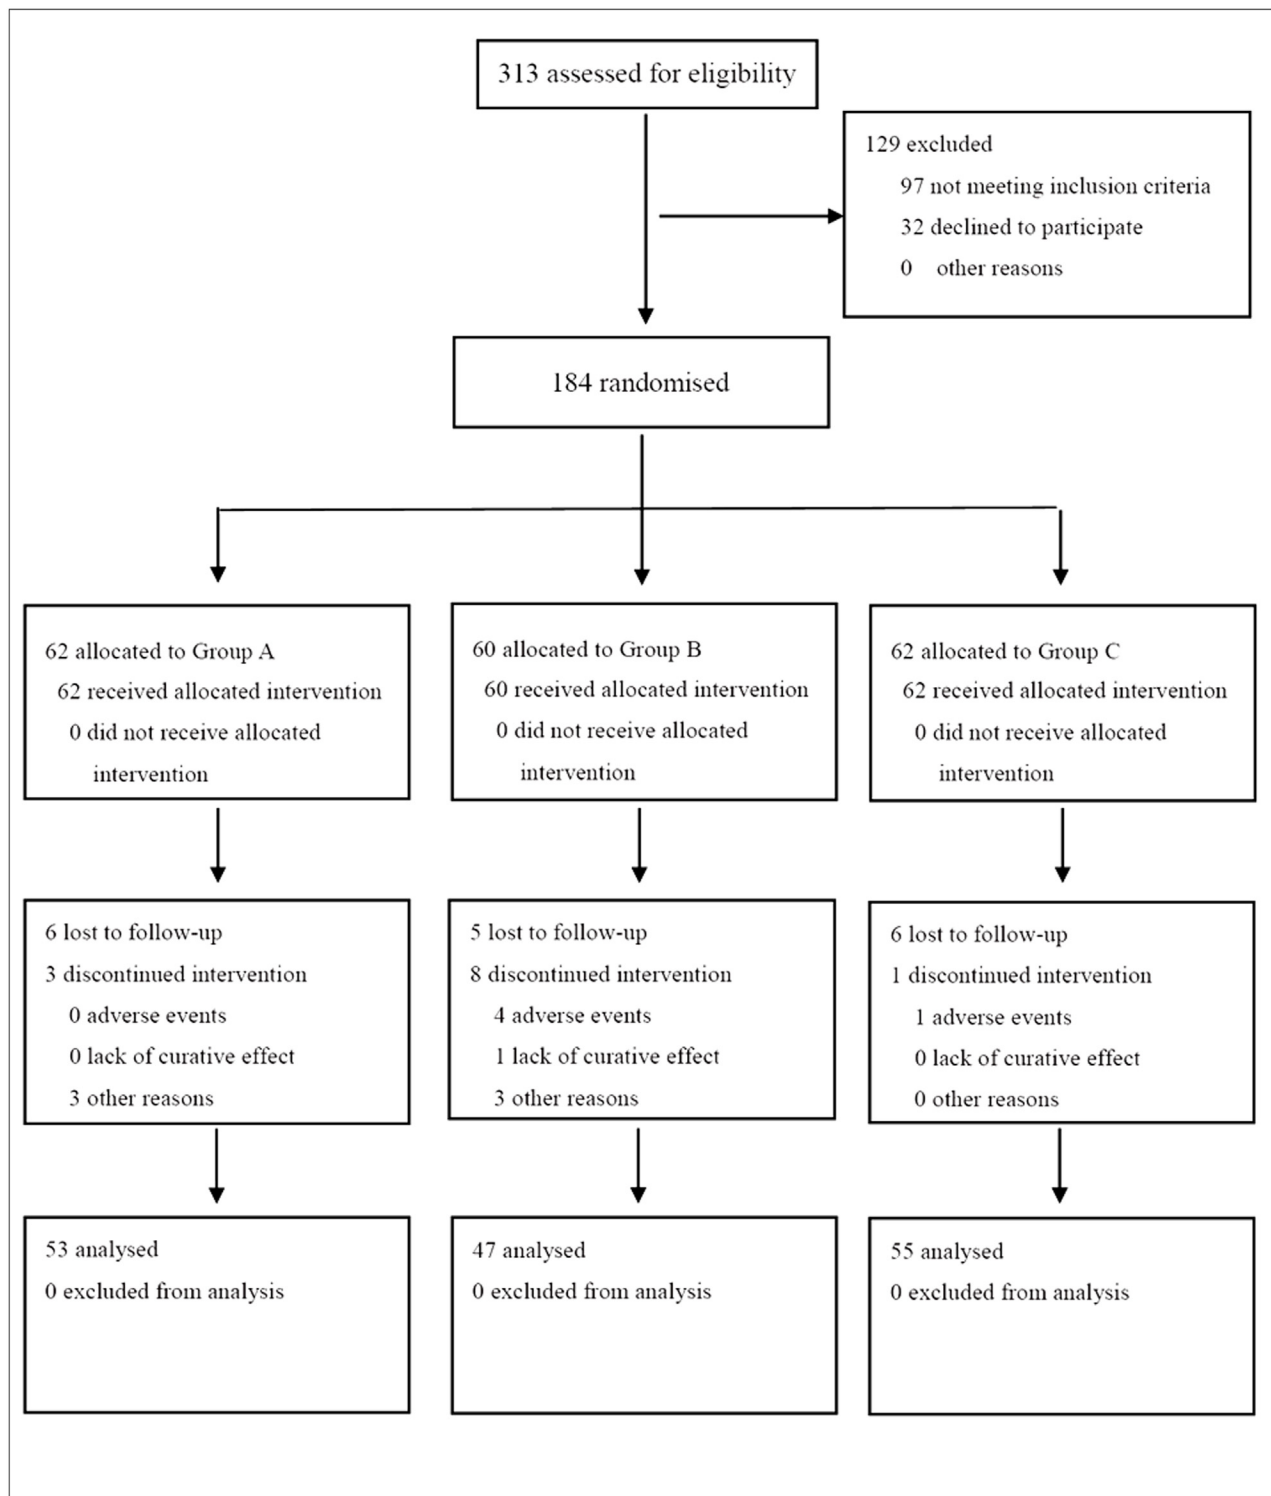 313 assessed for eligibility
129 excluded
97 not meeting inclusion criteria
32 declined to participate
0 other reasons
184 randomised
62 allocated to Group A
62 received allocated intervention
0 did not receive allocated
intervention
60 allocated to Group B
60 received allocated intervention
0 did not receive allocated
intervention
62 allocated to Group C
62 received allocated intervention
0 did not receive allocated
intervention
6 lost to follow-up
3 discontinued intervention
0 adverse events
0 lack of curative effect
3 other reasons
5 lost to follow-up
8 discontinued intervention
4 adverse events
1 lack of curative effect
3 other reasons
6 lost to follow-up
1 discontinued intervention
1 adverse events
0 lack of curative effect
0 other reasons
53 analysed
0 excluded from analysis
47 analysed
0 excluded from analysis
55 analysed
0 excluded from analysis